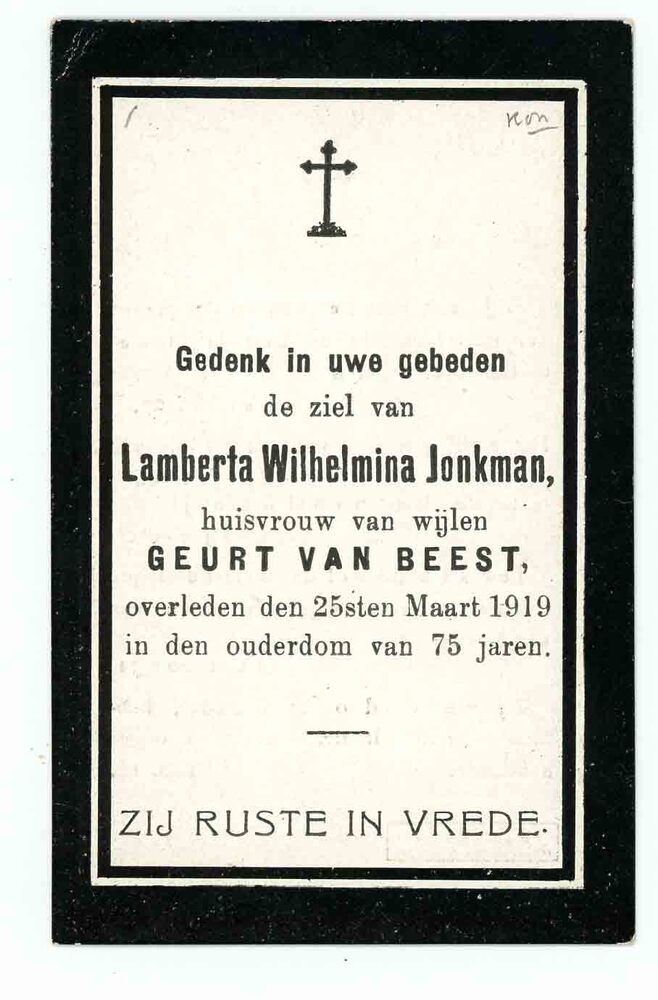 Gedenk in uwe gebeden
de ziel van
Lamberta Wilhelmina Jonkman,
huisvrouw van wijlen
GEURT VAN BEEST,
overleden den 25sten Maart 1919
in den ouderdom van 75 jaren.
ZIJ RUSTE IN VREDE.